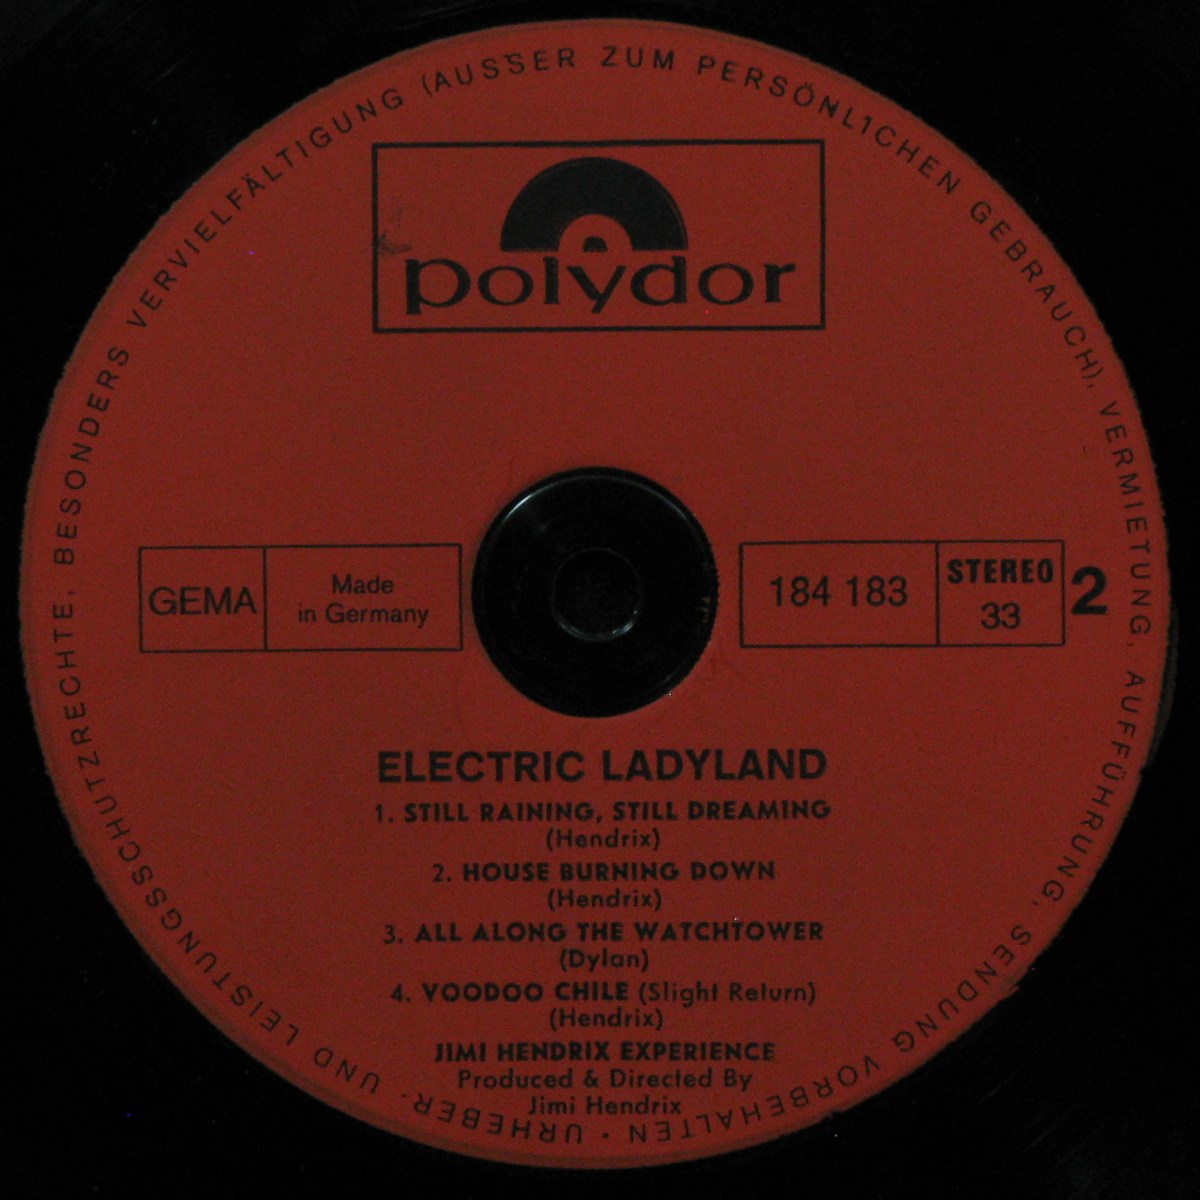 URHEBER- UND LEISTUNGSSCHUTZRECHTE, BESONDERS VERVIELFÄLTIGUNG (AUSSER ZUM PERSÖNLICHEN GEBRAUCH), VERMIETUNG, AUFFÜHRUNG, SENDUNG VORBEHALTEN •
polydor
GEMA
Made
in Germany
184 183
STEREO
33
2
ELECTRIC LADYLAND
1. STILL RAINING, STILL DREAMING
(Hendrix)
2. HOUSE BURNING DOWN
(Hendrix)
3. ALL ALONG THE WATCHTOWER
(Dylan)
4. VOODOO CHILE (Slight Return)
(Hendrix)
JIMI HENDRIX EXPERIENCE
Produced & Directed By
Jimi Hendrix